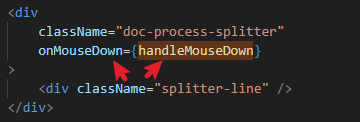 <div
className="doc-process-splitter"
onMouseDown={handleMouseDown}
>
<div className="splitter-line" />
</div>